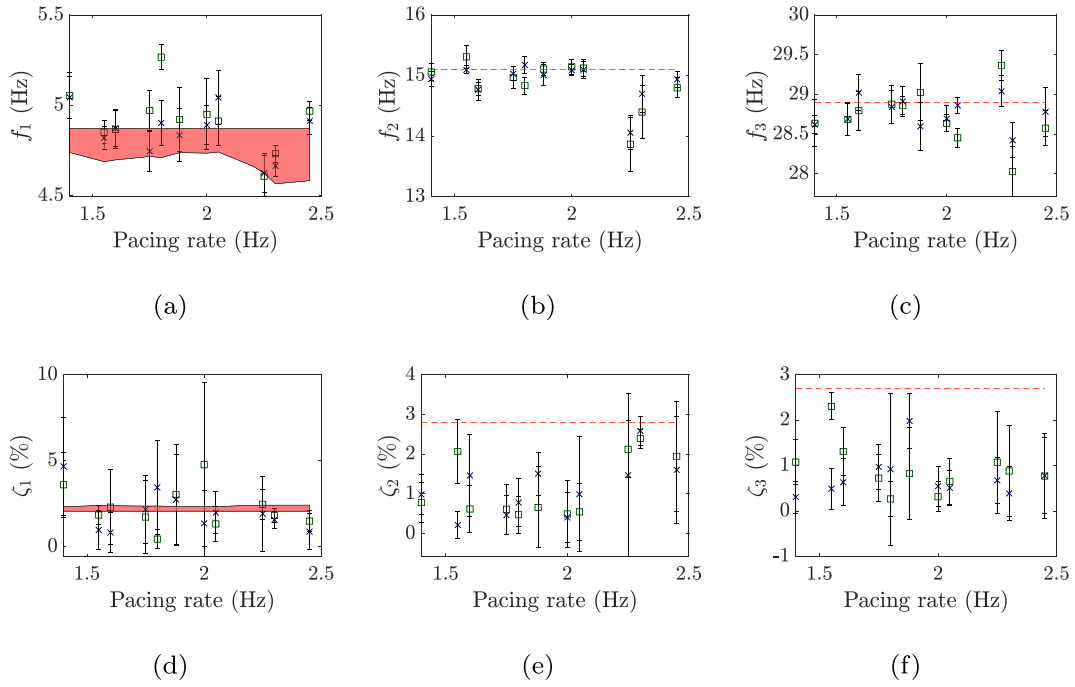 5.5
5
4.5
f₁ (Hz)
1.5 2 2.5
Pacing rate (Hz)
(a)
16
15
14
13
f₂ (Hz)
1.5 2 2.5
Pacing rate (Hz)
(b)
30
29.5
29
28.5
28
f₃ (Hz)
1.5 2 2.5
Pacing rate (Hz)
(c)
10
5
0
ζ₁ (%)
1.5 2 2.5
Pacing rate (Hz)
(d)
4
3
2
1
0
ζ₂ (%)
1.5 2 2.5
Pacing rate (Hz)
(e)
3
2
1
0
-1
ζ₃ (%)
1.5 2 2.5
Pacing rate (Hz)
(f)